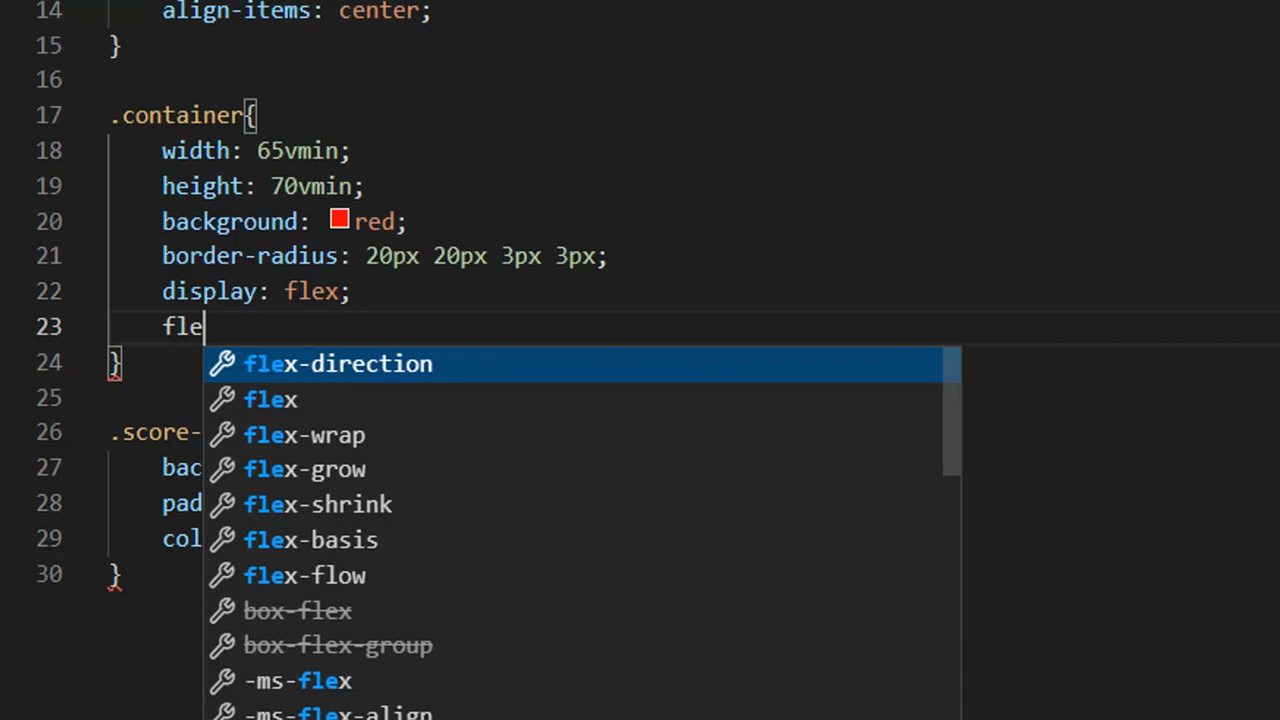 14 align-items: center;
15 }
16
17 .container{
18 width: 65vmin;
19 height: 70vmin;
20 background: red;
21 border-radius: 20px 20px 3px 3px;
22 display: flex;
23 fle
24 } flex-direction
flex
25
flex-wrap
26 .score-
27 bac flex-grow
28 pad flex-shrink
29 col flex-basis
30 } flex-flow
box-flex
box-flex-group
-ms-flex
-ms-flex-align